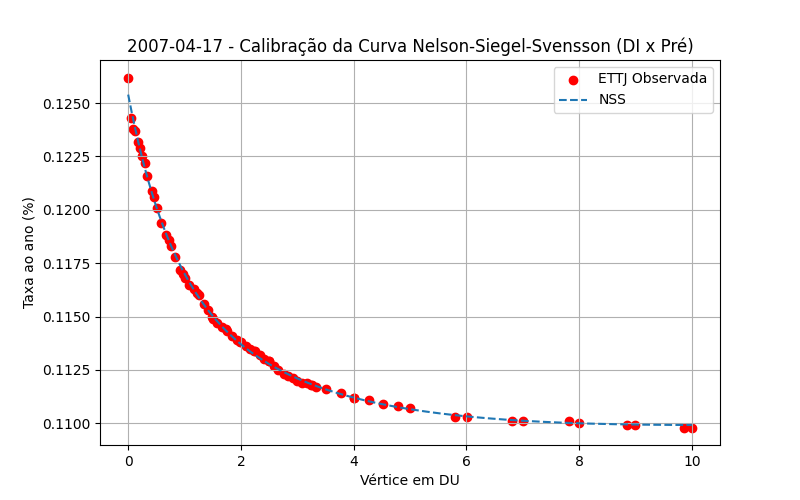 2007-04-17 - Calibração da Curva Nelson-Siegel-Svensson (DI x Pré)
ETTJ Observada
NSS
Taxa ao ano (%)
0.1250
0.1225
0.1200
0.1175
0.1150
0.1125
0.1100
0 2 4 6 8 10
Vértice em DU